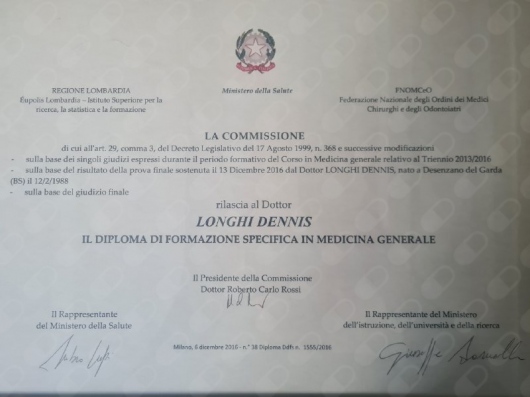 REGIONE LOMBARDIA
Éupolis Lombardia – Istituto Superiore per la
ricerca, la statistica e la formazione
Ministero della Salute
FNOMCeO
Federazione Nazionale degli Ordini dei Medici
Chirurghi e degli Odontoiatri
LA COMMISSIONE
di cui all'art. 29, comma 3, del Decreto Legislativo del 17 Agosto 1999, n. 368 e successive modificazioni
- sulla base dei singoli giudizi espressi durante il periodo formativo del Corso in Medicina generale relativo al Triennio 2013/2016
- sulla base del risultato della prova finale sostenuta il 13 Dicembre 2016 dal Dottor LONGHI DENNIS, nato a Desenzano del Garda
(BS) il 12/2/1988
- sulla base del giudizio finale
rilascia al Dottor
LONGHI DENNIS
IL DIPLOMA DI FORMAZIONE SPECIFICA IN MEDICINA GENERALE
Il Presidente della Commissione
Dottor Roberto Carlo Rossi
Il Rappresentante
del Ministero della Salute
Il Rappresentante del Ministero
dell'istruzione, dell'università e della ricerca
Milano, dicembre 2016 - n.° 38 Diploma Ddfi n. 1555/2016